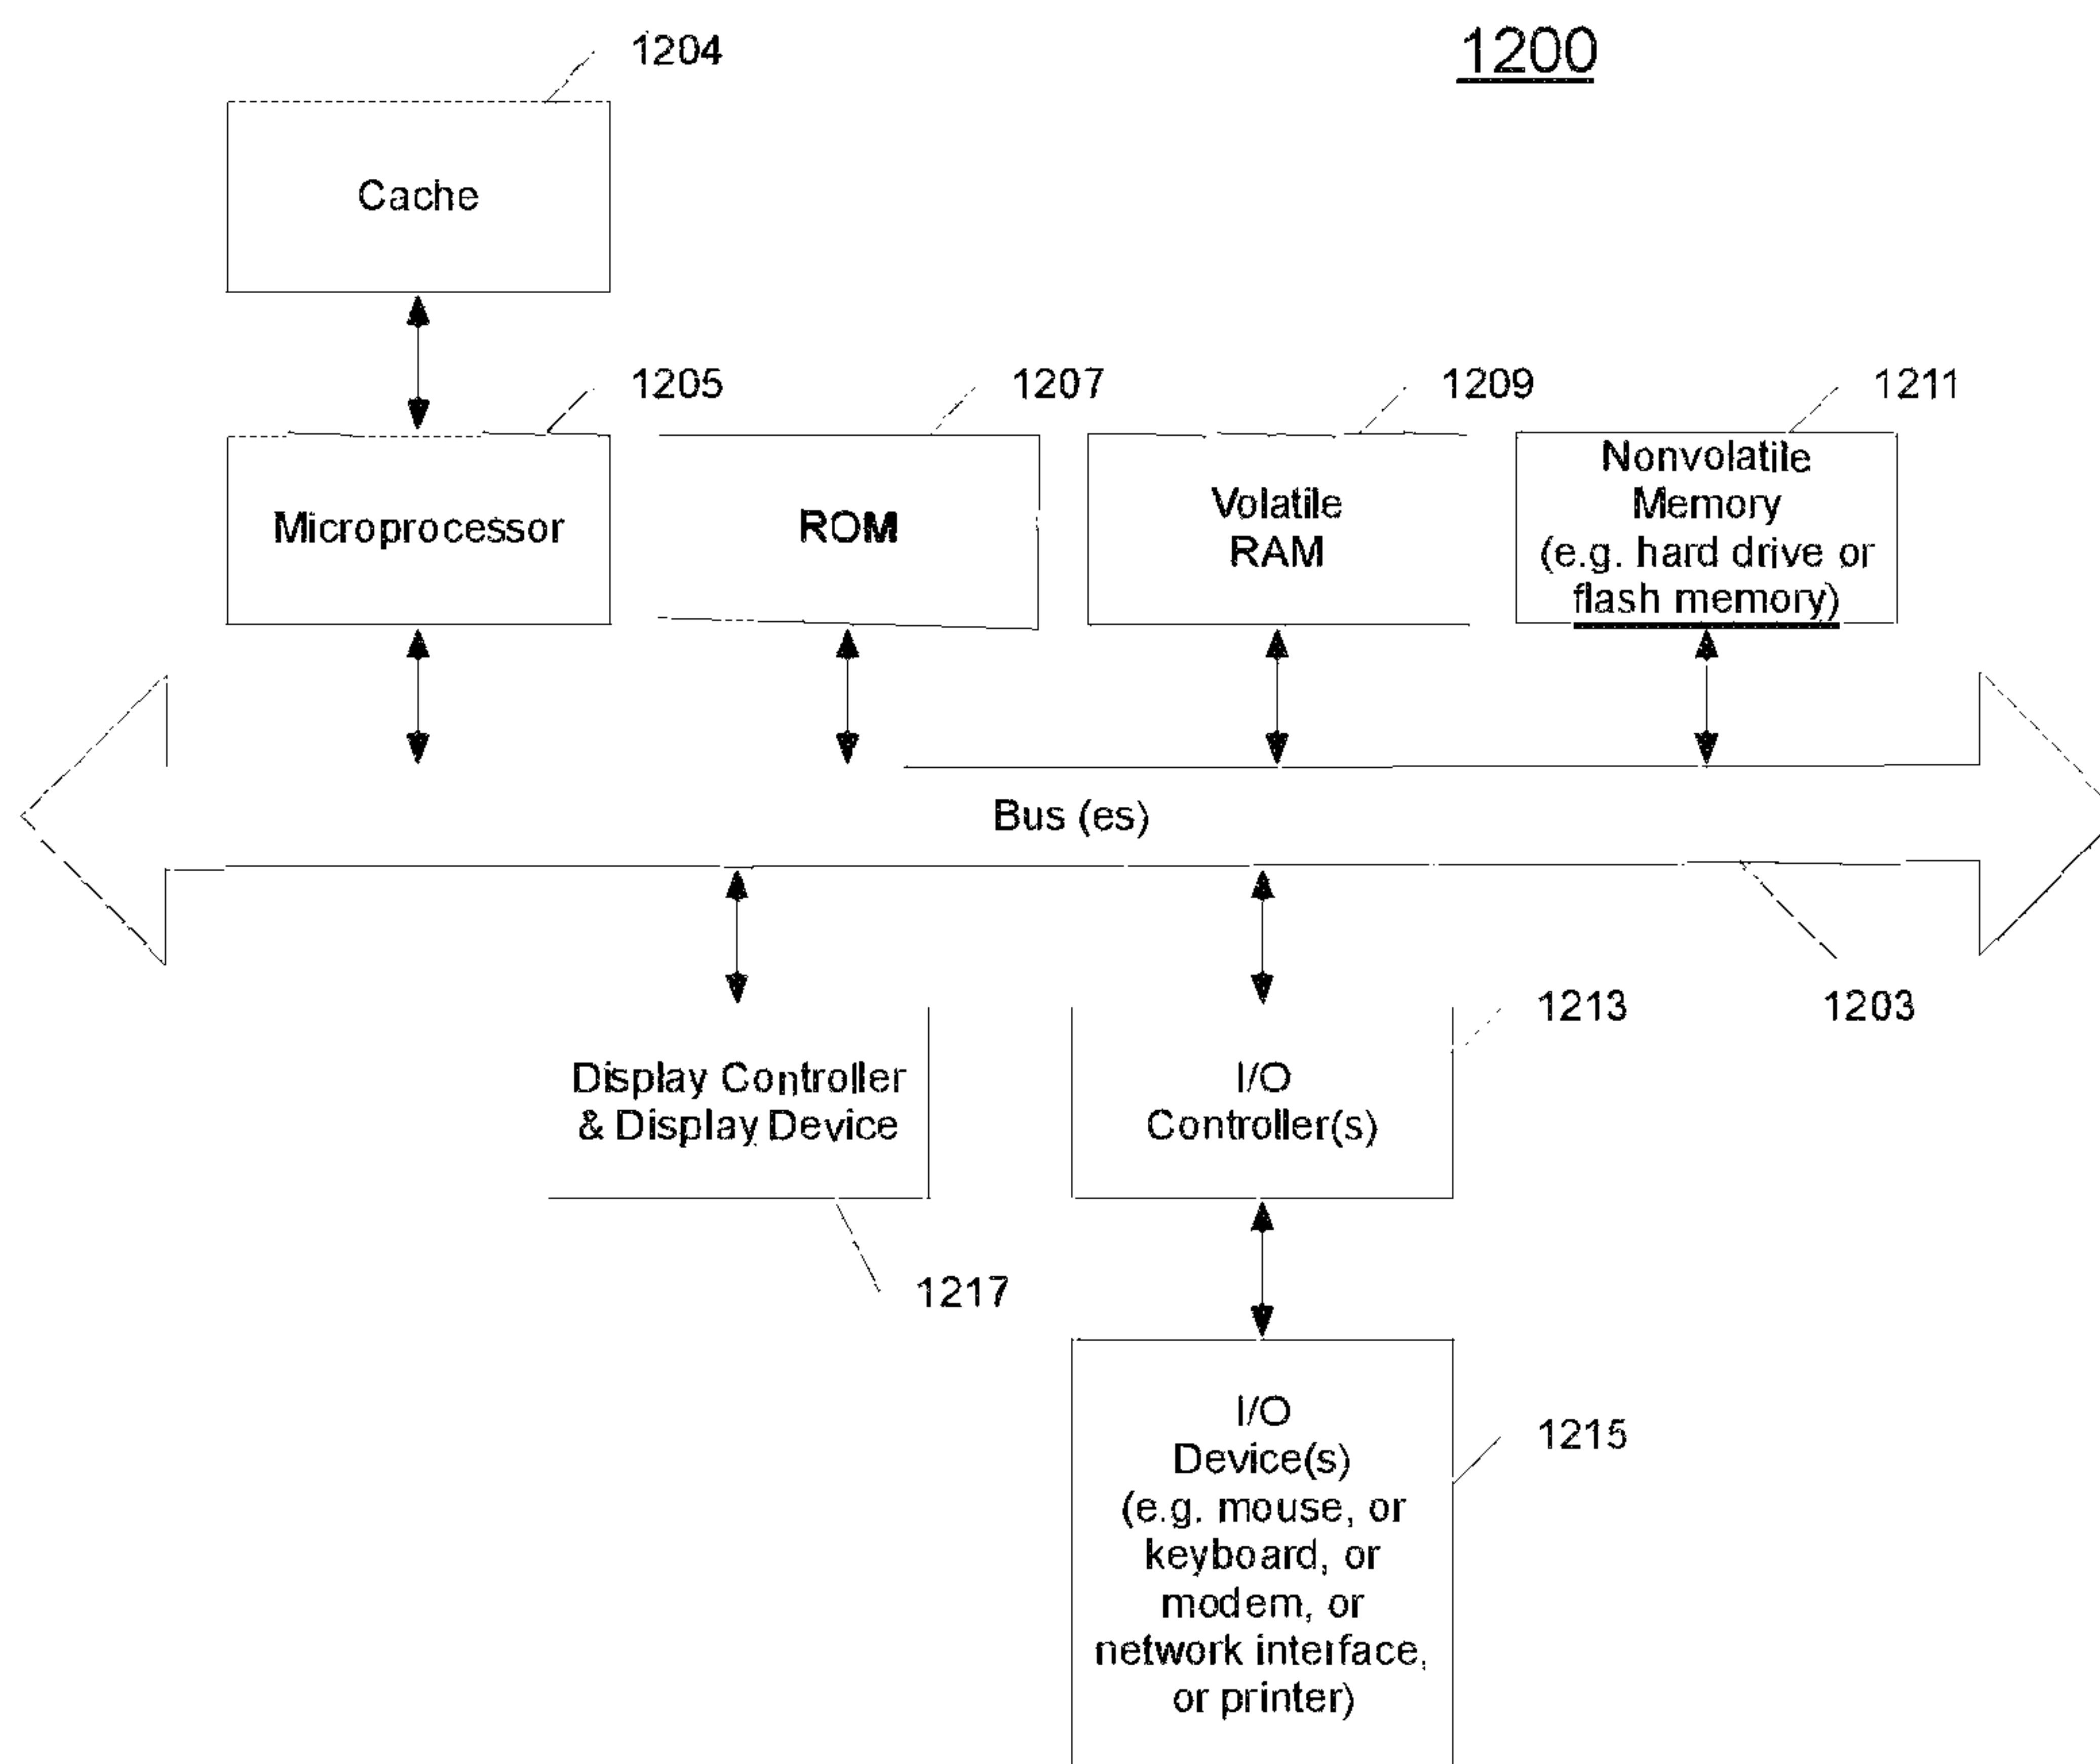 1204
1200
Cache
1205
1207
1209
1211
Microprocessor
ROM
Volatile
RAM
Nonvolatile
Memory
(e.g. hard drive or
flash memory)
Bus (es)
1213
1203
Display Controller
& Display Device
I/O
Controller(s)
1217
I/O
Device(s)
(e.g. mouse, or
keyboard, or
modem, or
network interface,
or printer)
1215